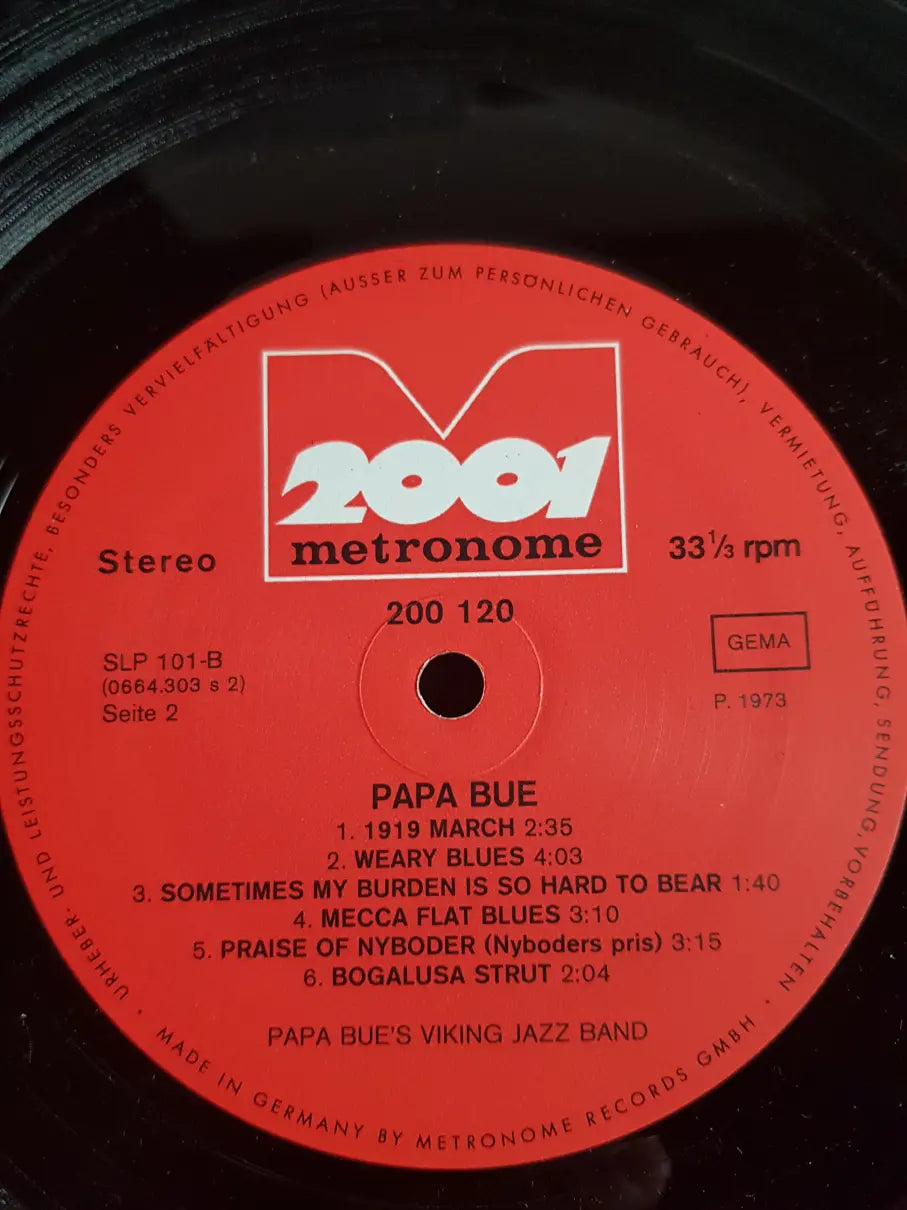 URHEBER- UND LEISTUNGSSCHUTZRECHTE, BESONDERS VERVIELFÄLTIGUNG (AUSSER ZUM PERSÖNLICHEN GEBRAUCH), VERMIETUNG, AUFFÜHRUNG, SENDUNG, VORBEHALTEN
2001
metronome
Stereo
33 1/3 rpm
200 120
SLP 101-B
(0664.303 s 2)
Seite 2
GEMA
P. 1973
PAPA BUE
1. 1919 MARCH 2:35
2. WEARY BLUES 4:03
3. SOMETIMES MY BURDEN IS SO HARD TO BEAR 1:40
4. MECCA FLAT BLUES 3:10
5. PRAISE OF NYBODER (Nyboders pris) 3:15
6. BOGALUSA STRUT 2:04
PAPA BUE'S VIKING JAZZ BAND
• MADE IN GERMANY BY METRONOME RECORDS GMBH •